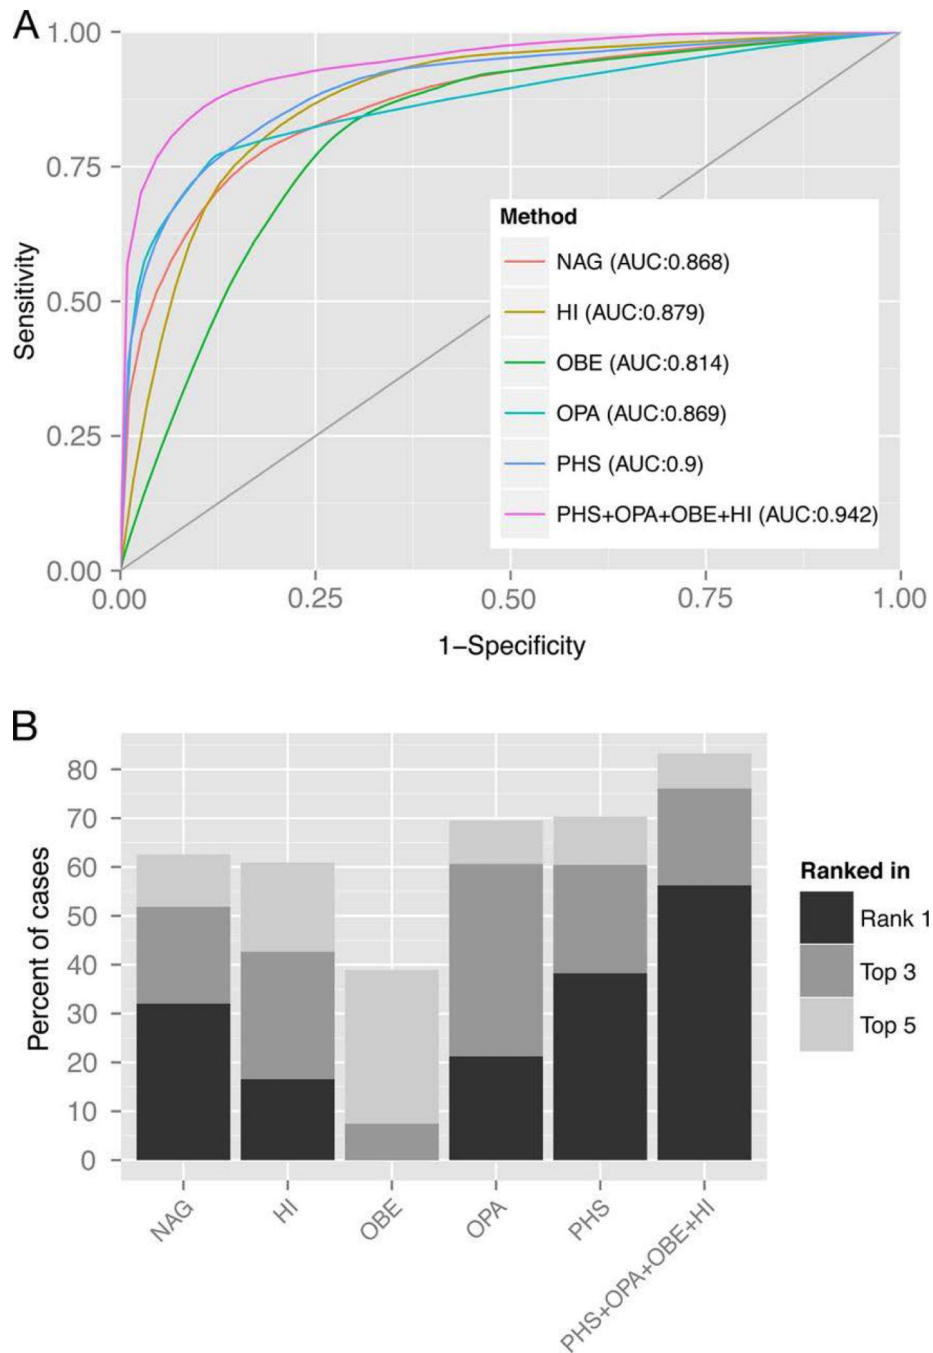 A
1.00
0.75
0.50
0.25
0.00
Sensitivity
Method
NAG (AUC:0.868)
HI (AUC:0.879)
OBE (AUC:0.814)
OPA (AUC:0.869)
PHS (AUC:0.9)
PHS+OPA+OBE+HI (AUC:0.942)
0.00 0.25 0.50 0.75 1.00
1−Specificity
B
80
70
60
50
40
30
20
10
0
Percent of cases
Ranked in
Rank 1
Top 3
Top 5
NAG
HI
OBE
OPA
PHS
PHS+OPA+OBE+HI